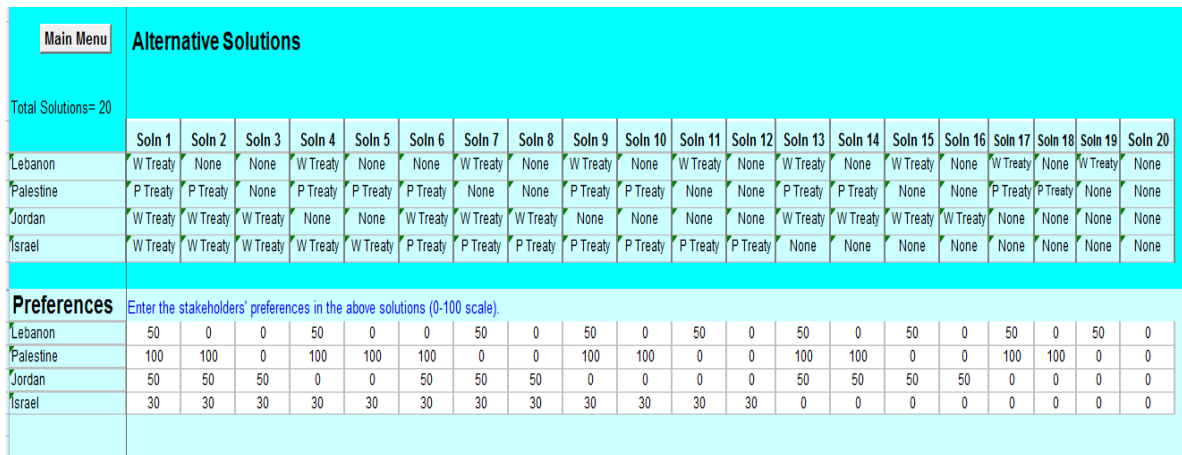 Main Menu Alternative Solutions
Total Solutions= 20
Soln 1 Soln 2 Soln 3 Soln 4 Soln 5 Soln 6 Soln 7 Soln 8 Soln 9 Soln 10 Soln 11 Soln 12 Soln 13 Soln 14 Soln 15 Soln 16 Soln 17 Soln 18 Soln 19 Soln 20
Lebanon W Treaty None None W Treaty None None W Treaty None W Treaty None W Treaty None W Treaty None W Treaty None W Treaty None W Treaty None
Palestine P Treaty P Treaty None P Treaty P Treaty P Treaty None None P Treaty P Treaty None None P Treaty P Treaty None None P Treaty P Treaty None None
Jordan W Treaty W Treaty W Treaty None None W Treaty W Treaty W Treaty None None None None W Treaty W Treaty W Treaty W Treaty None None None None
Israel W Treaty W Treaty W Treaty W Treaty W Treaty P Treaty P Treaty P Treaty P Treaty P Treaty P Treaty P Treaty None None None None None None None None
Preferences Enter the stakeholders' preferences in the above solutions (0-100 scale).
Lebanon 50 0 0 50 0 0 50 0 50 0 50 0 50 0 50 0 50 0 50 0
Palestine 100 100 0 100 100 100 0 0 100 100 0 0 100 100 0 0 100 100 0 0
Jordan 50 50 50 0 0 50 50 50 0 0 0 0 50 50 50 50 0 0 0 0
Israel 30 30 30 30 30 30 30 30 30 30 30 30 0 0 0 0 0 0 0 0